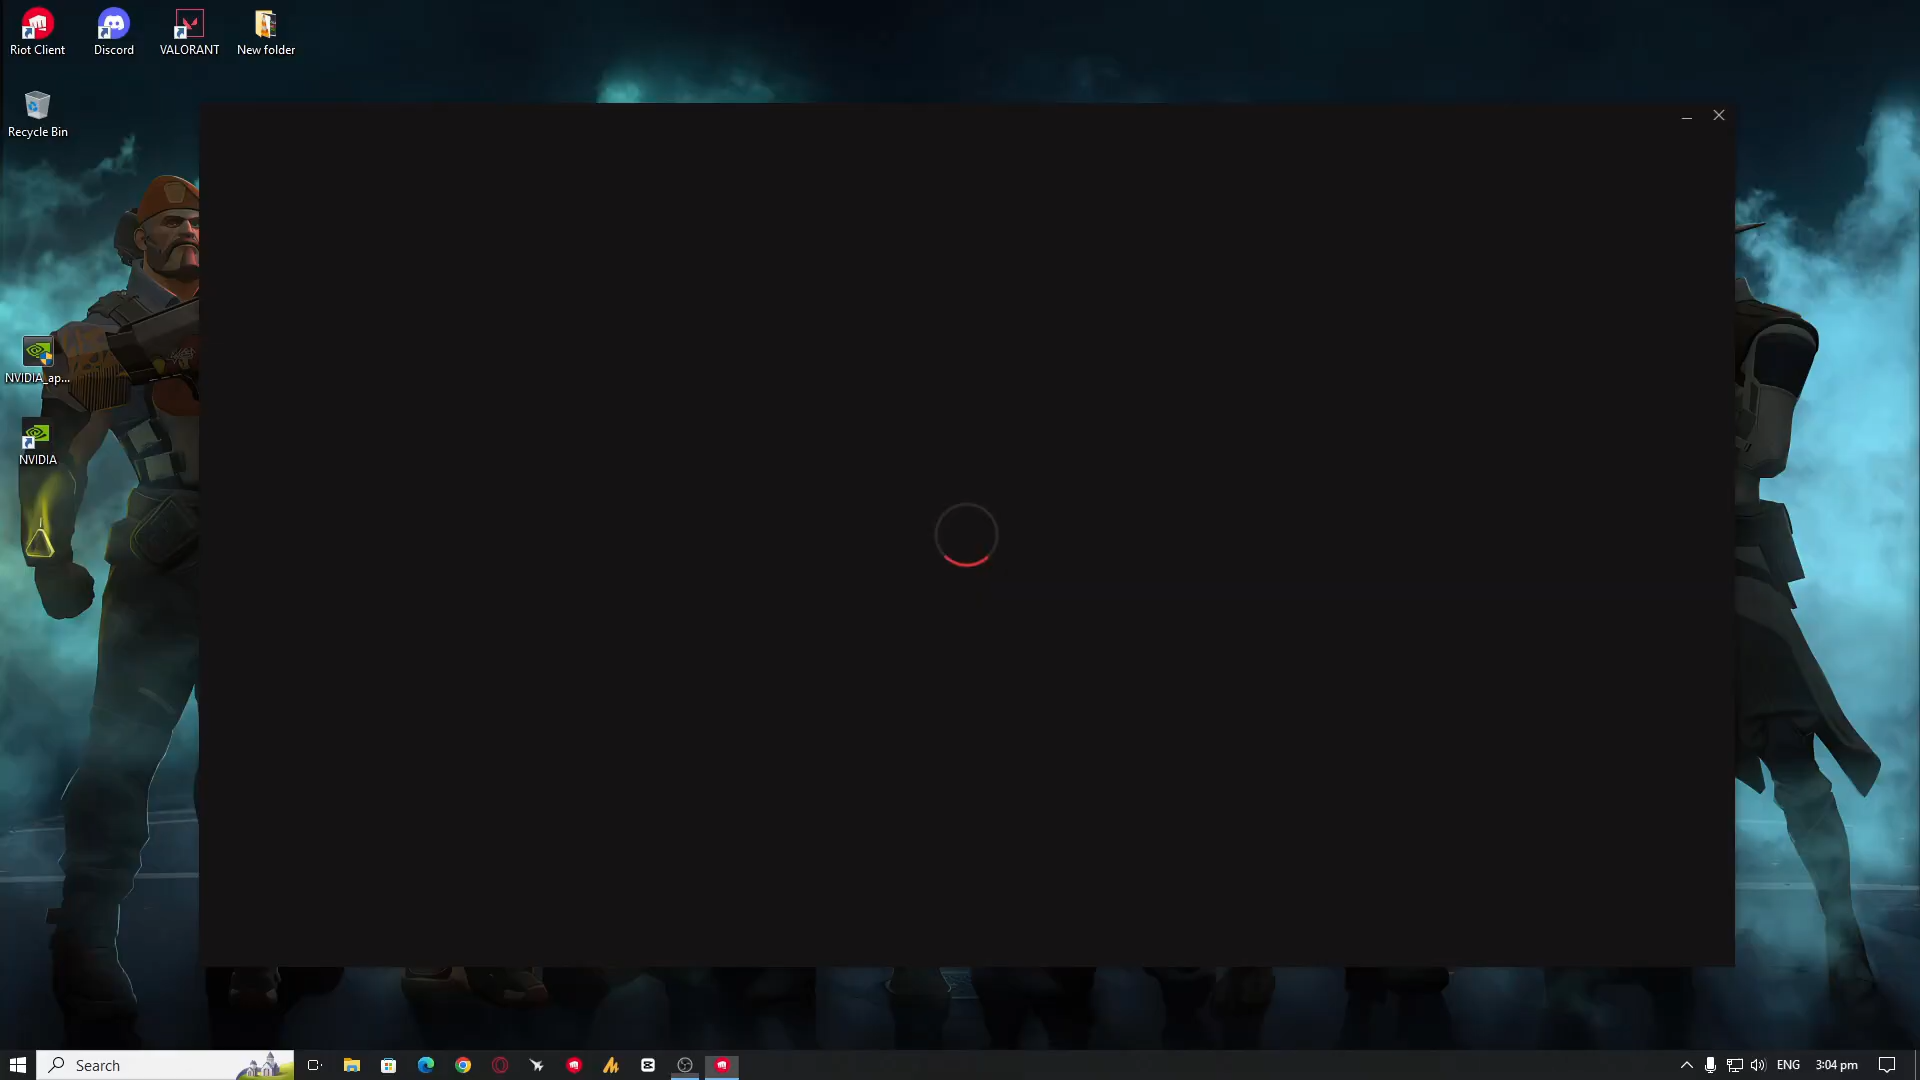 Riot Client
Discord
VALORANT
New folder
Recycle Bin
NVIDIA_ap...
NVIDIA
Search
ENG
3:04 pm